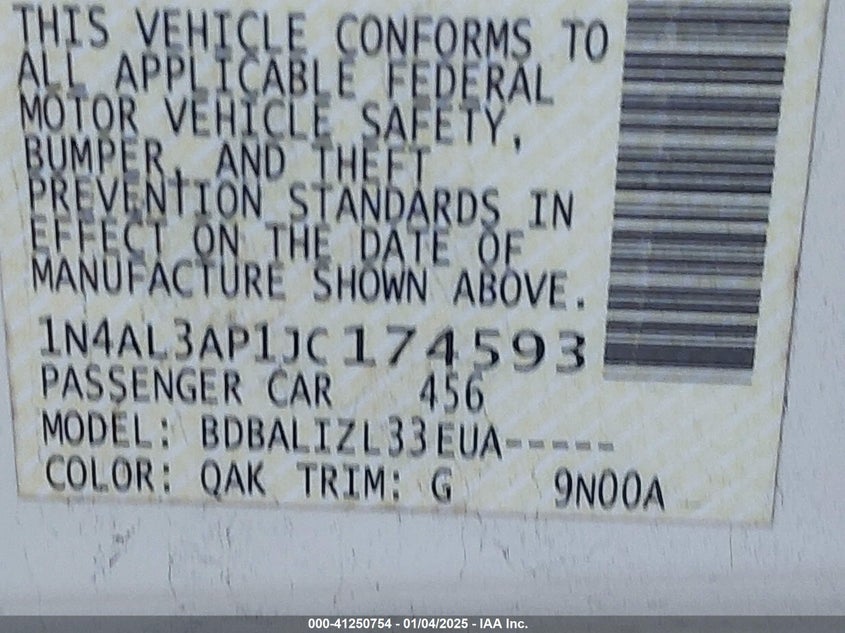 THIS VEHICLE CONFORMS TO
ALL APPLICABLE FEDERAL
MOTOR VEHICLE SAFETY,
BUMPER, AND THEFT
PREVENTION STANDARDS IN
EFFECT ON THE DATE OF
MANUFACTURE SHOWN ABOVE.
1N4AL3AP1JC174593
PASSENGER CAR 456
MODEL: BDBALIZL33EUA-----
COLOR: QAK TRIM: G 9N00A
000-41250754 - 01/04/2025 - IAA Inc.